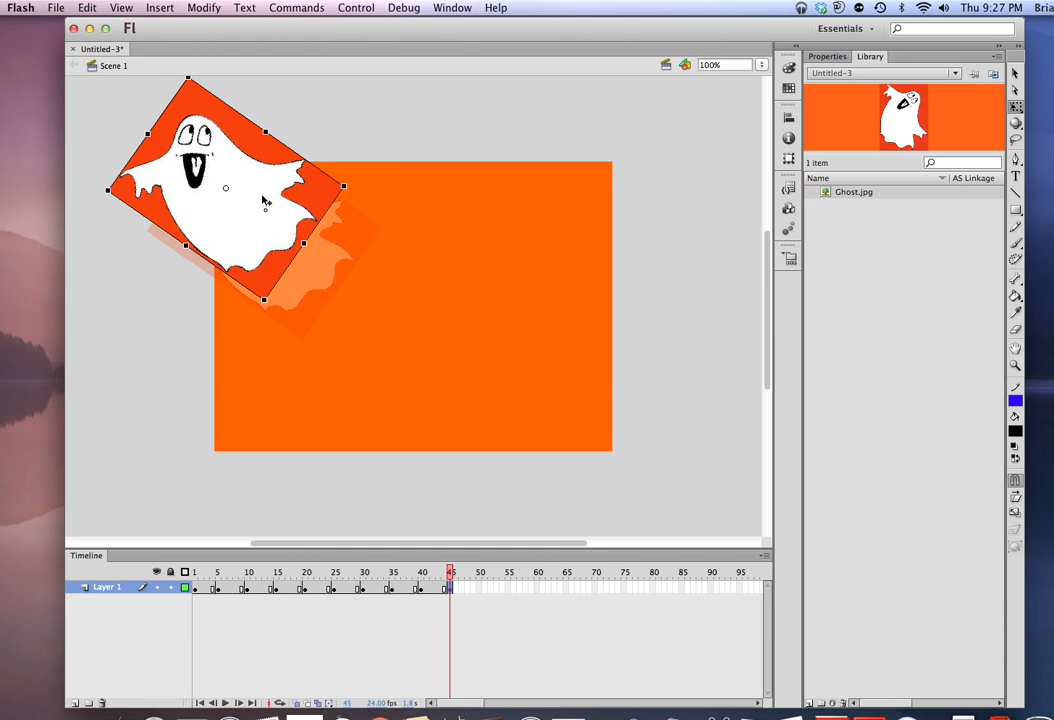 Flash File Edit View Insert Modify Text Commands Control Debug Window Help Thu 9:27 PM Bria
Fl Essentials
× Untitled-3*
Scene 1 100%
Properties Library
Untitled-3
1 item
Name AS Linkage
Ghost.jpg
Timeline
1 5 10 15 20 25 30 35 40 45 50 55 60 65 70 75 80 85 90 95
Layer 1
45 24.00 fps 1.8 s